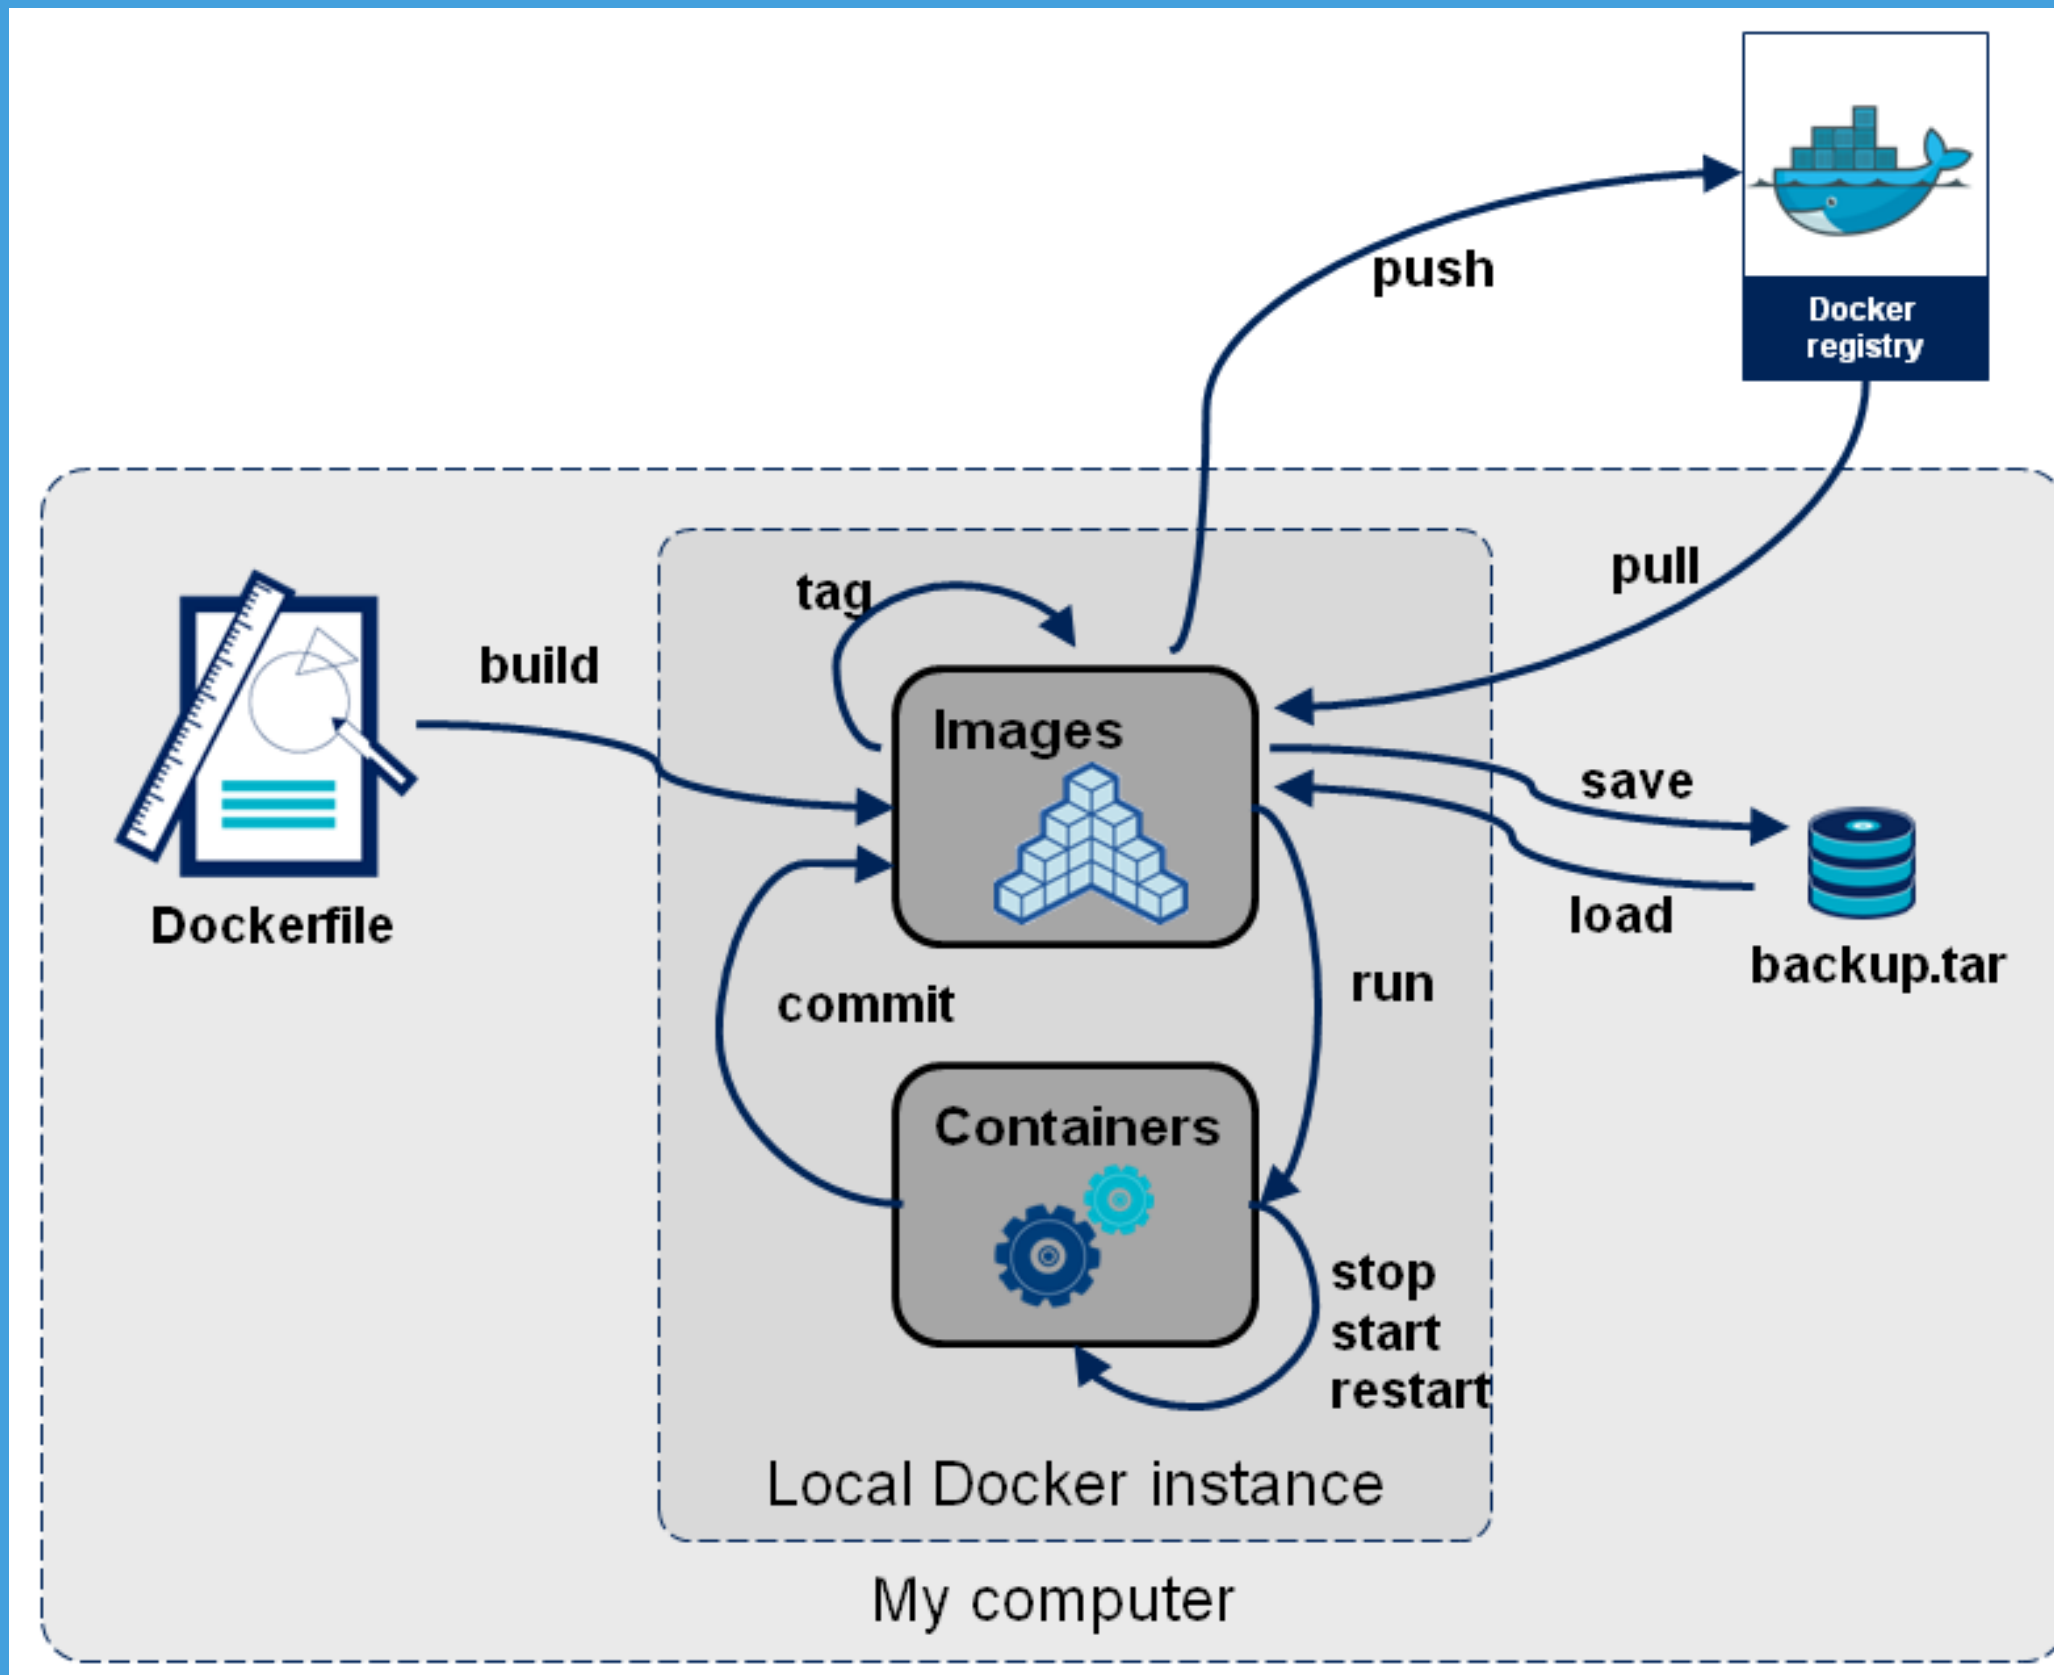 push
Docker
registry
tag
pull
build
Images
save
load
Dockerfile
backup.tar
commit
run
Containers
stop
start
restart
Local Docker instance
My computer